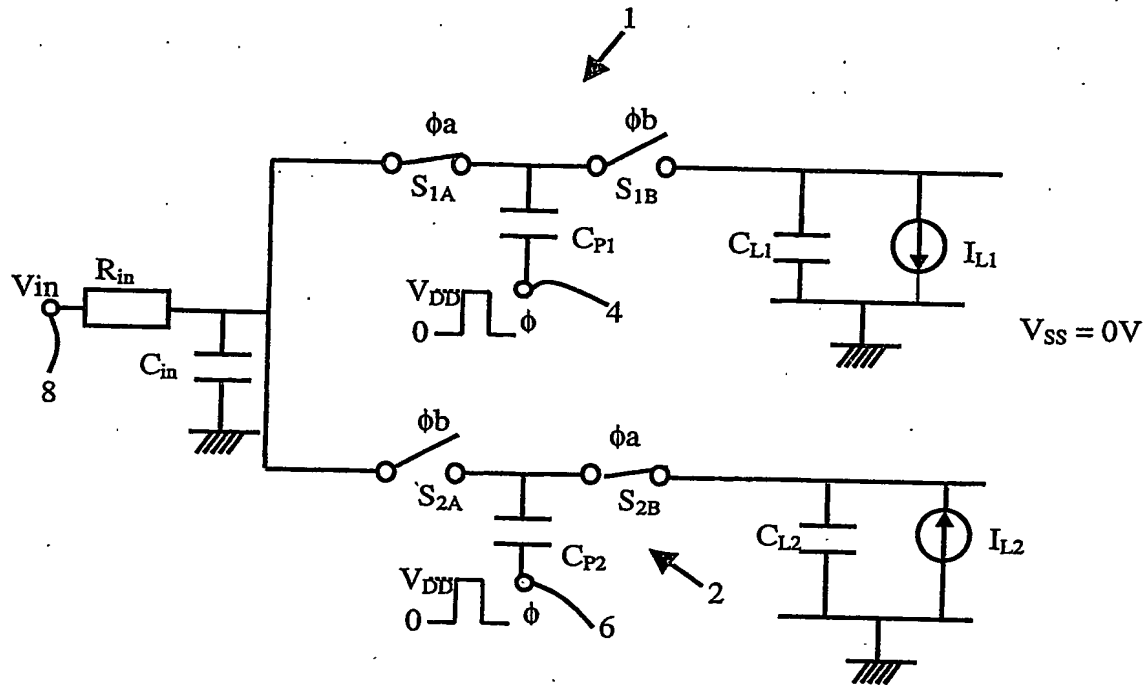 1
ϕa
ϕb
S1A
S1B
CP1
CL1
IL1
Rin
Vin
VDD
0
ϕ
4
VSS = 0V
Cin
8
ϕb
ϕa
S2A
S2B
CP2
CL2
IL2
VDD
0
ϕ
6
2